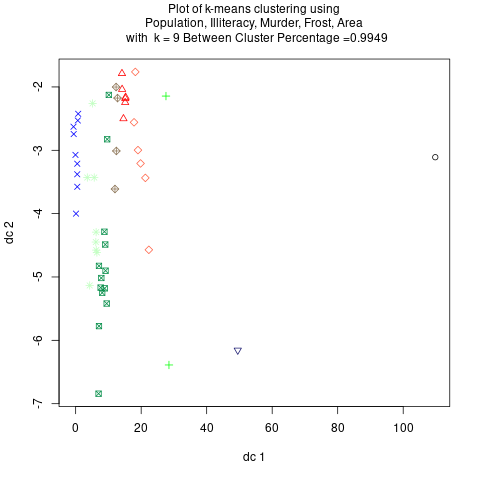 Plot of k-means clustering using
Population, Illiteracy, Murder, Frost, Area
with k = 9 Between Cluster Percentage =0.9949
-2
-3
-4
-5
-6
-7
dc 2
0 20 40 60 80 100
dc 1